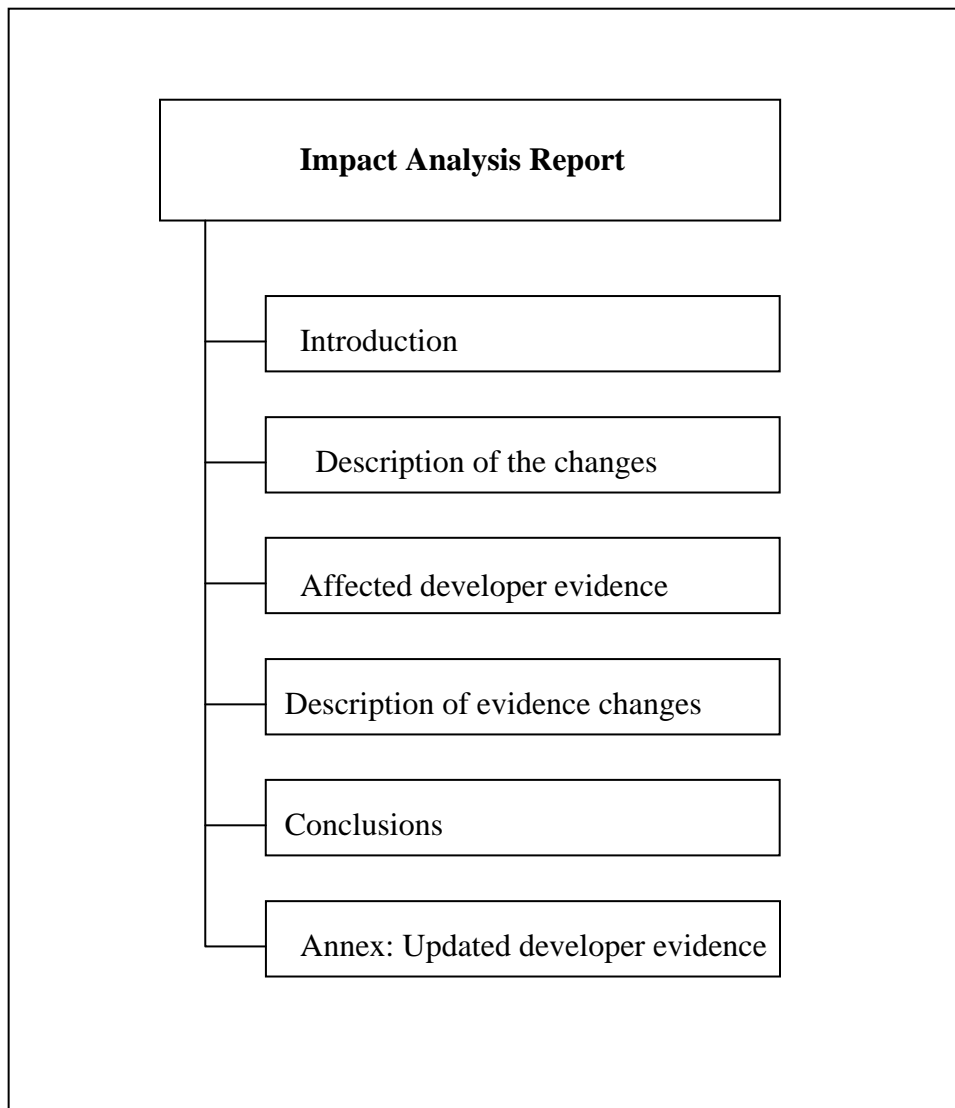 Impact Analysis Report
Introduction
Description of the changes
Affected developer evidence
Description of evidence changes
Conclusions
Annex: Updated developer evidence